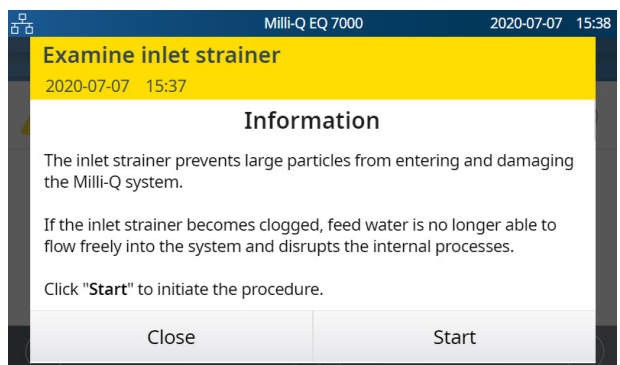 Milli-Q EQ 7000 2020-07-07 15:38
Examine inlet strainer
2020-07-07 15:37
Information
The inlet strainer prevents large particles from entering and damaging
the Milli-Q system.
If the inlet strainer becomes clogged, feed water is no longer able to
flow freely into the system and disrupts the internal processes.
Click "Start" to initiate the procedure.
Close Start